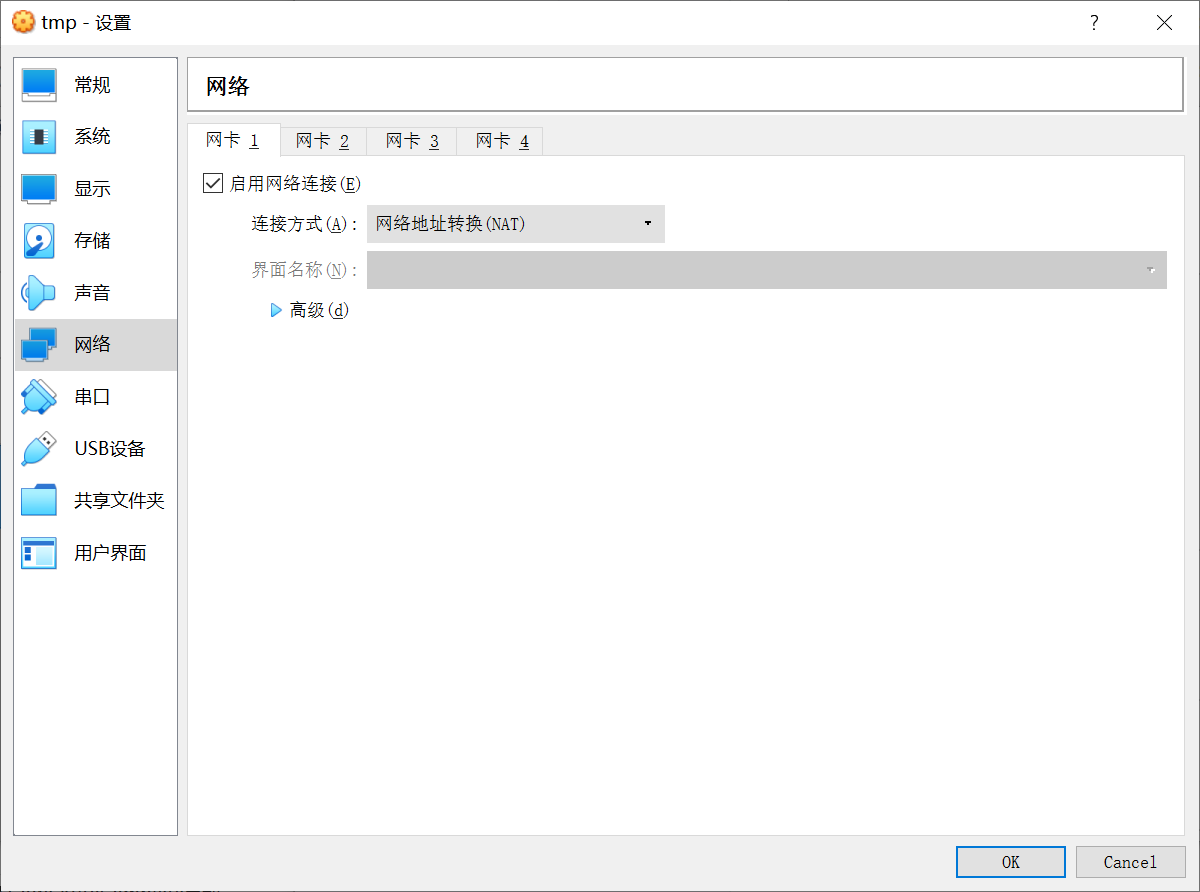 tmp - 设置
?
常规
系统
显示
存储
声音
网络
串口
USB设备
共享文件夹
用户界面
网络
网卡 1 网卡 2 网卡 3 网卡 4
启用网络连接(E)
连接方式(A): 网络地址转换(NAT)
界面名称(N):
高级(d)
OK Cancel